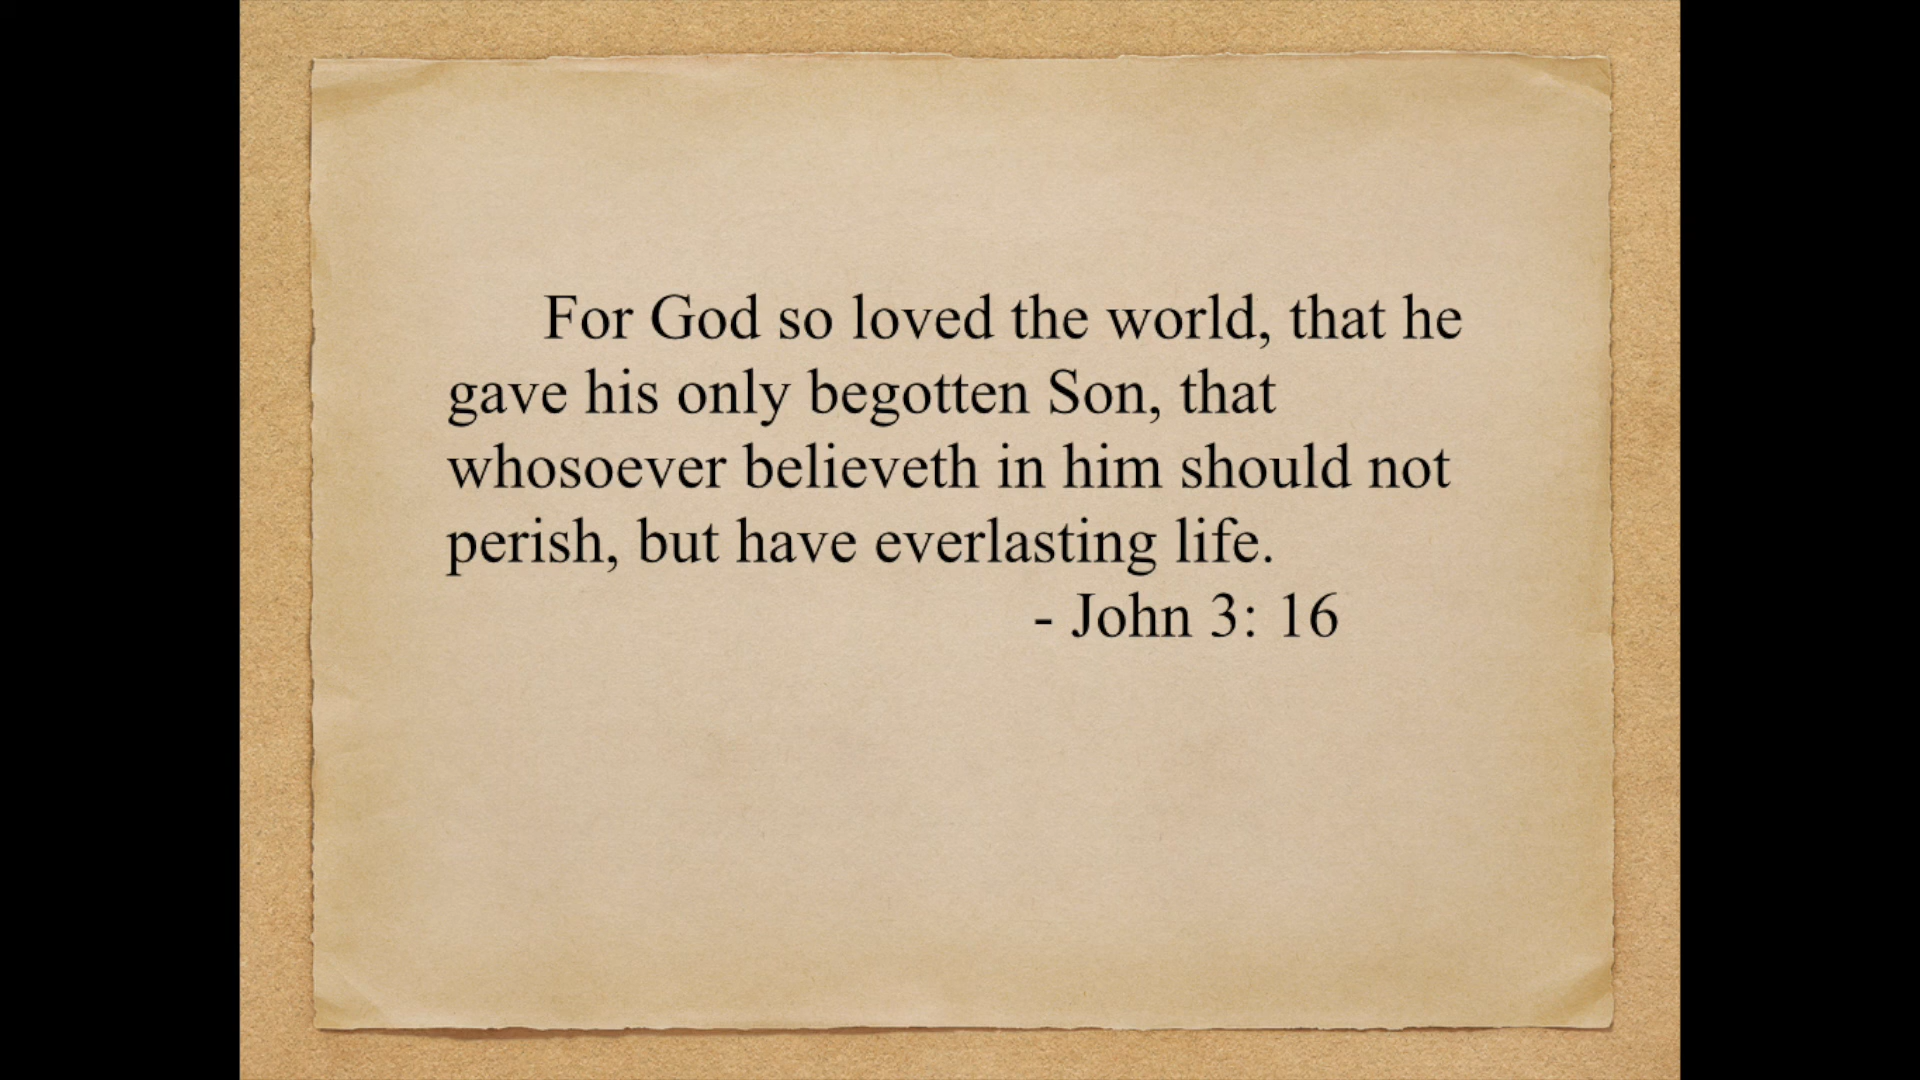 For God so loved the world, that he
gave his only begotten Son, that
whosoever believeth in him should not
perish, but have everlasting life.
- John 3: 16